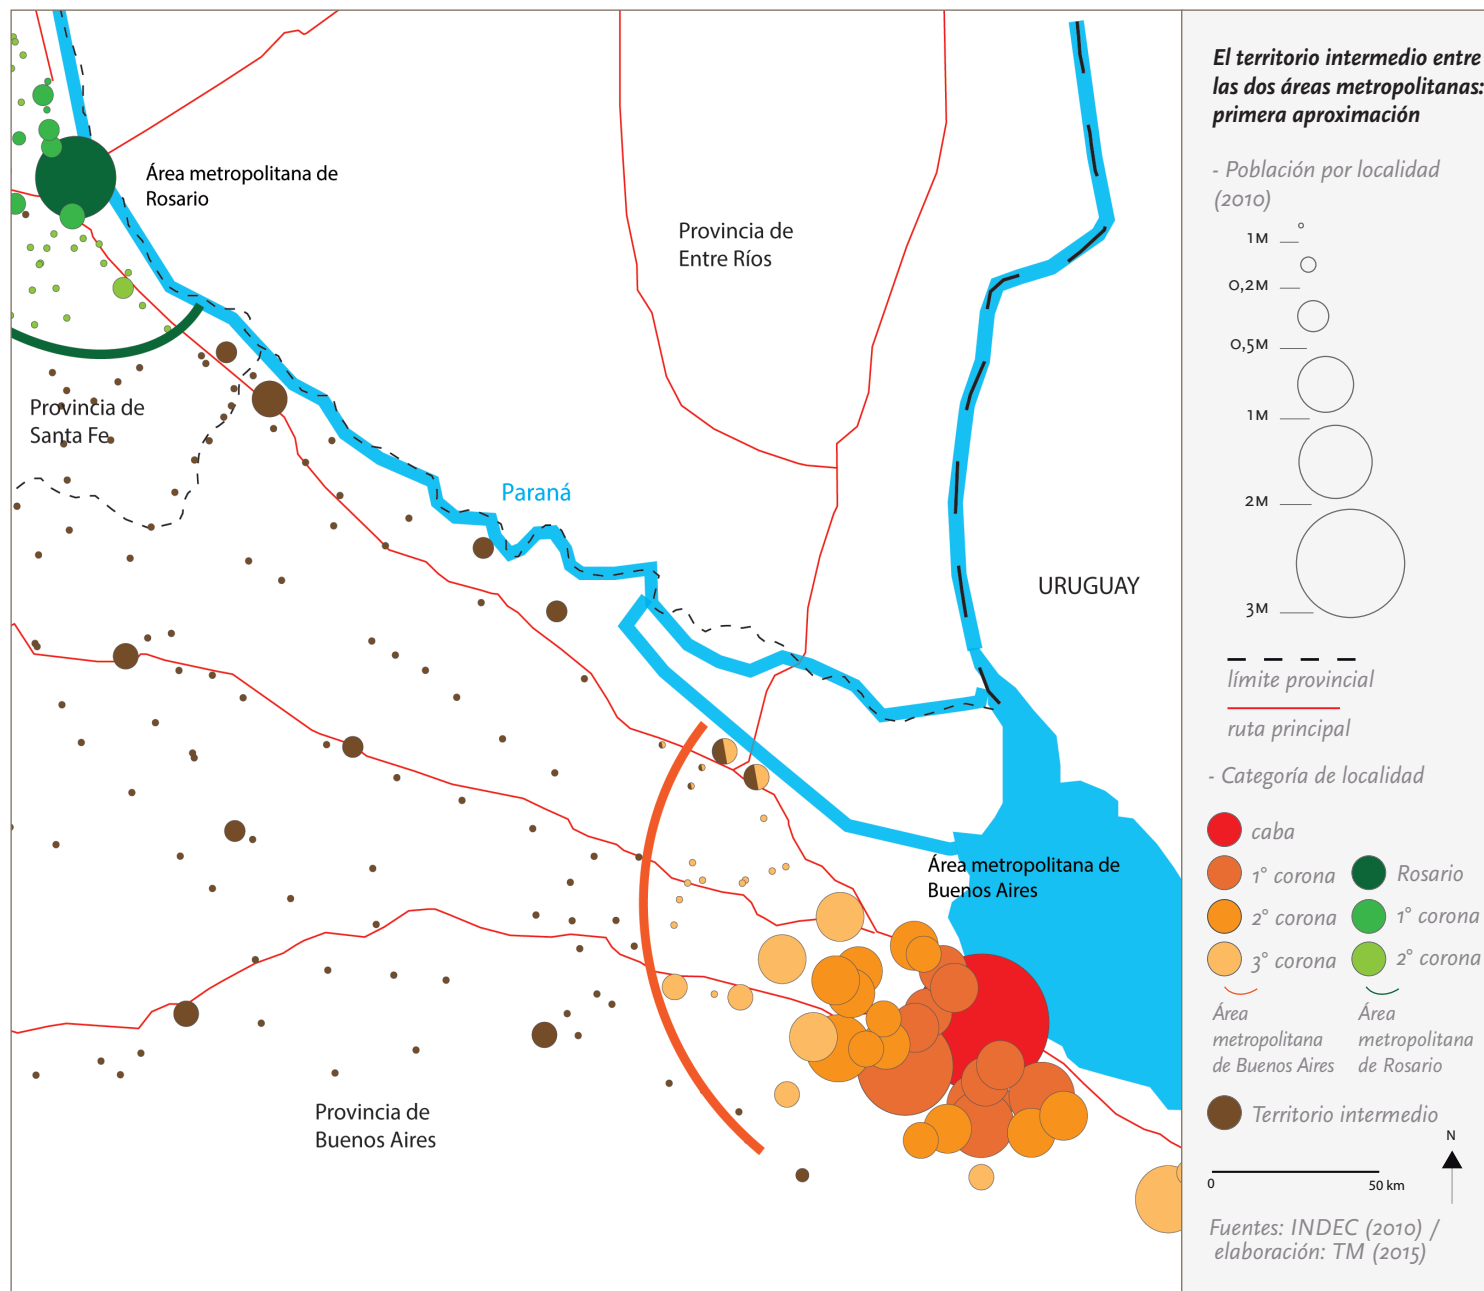 Área metropolitana de
Rosario
Provincia de
Entre Ríos
Provincia de
Santa Fe
Paraná
URUGUAY
Área metropolitana de
Buenos Aires
Provincia de
Buenos Aires
El territorio intermedio entre
las dos áreas metropolitanas:
primera aproximación
- Población por localidad
(2010)
1M
0,2M
0,5M
1M
2M
3M
límite provincial
ruta principal
- Categoría de localidad
caba
1° corona
Rosario
2° corona
1° corona
3° corona
2° corona
Área
metropolitana
de Buenos Aires
Área
metropolitana
de Rosario
Territorio intermedio
N
0
50 km
Fuentes: INDEC (2010) /
elaboración: TM (2015)